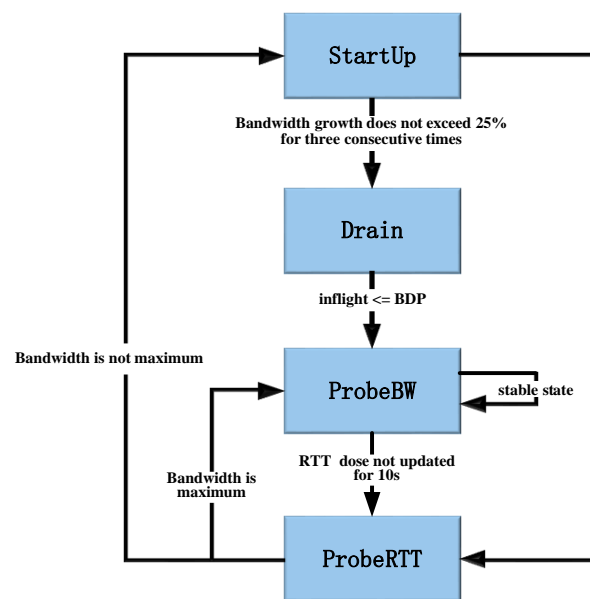 StartUp
Bandwidth growth does not exceed 25%
for three consecutive times
Drain
inflight <= BDP
Bandwidth is not maximum
ProbeBW
stable state
RTT dose not updated
for 10s
Bandwidth is
maximum
ProbeRTT